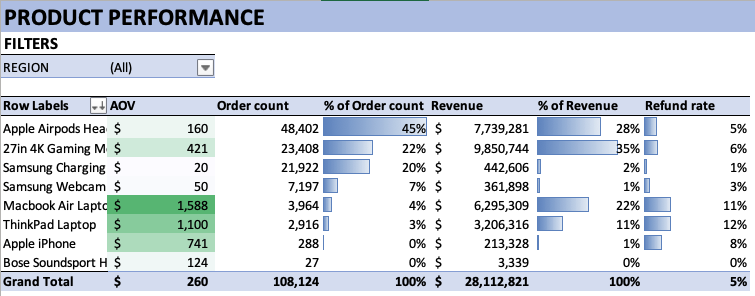 PRODUCT PERFORMANCE
FILTERS
REGION (All)
Row Labels AOV Order count % of Order count Revenue % of Revenue Refund rate
Apple Airpods Hea $ 160 48,402 45% $ 7,739,281 28% 5%
27in 4K Gaming M $ 421 23,408 22% $ 9,850,744 35% 6%
Samsung Charging $ 20 21,922 20% $ 442,606 2% 1%
Samsung Webcam $ 50 7,197 7% $ 361,898 1% 3%
Macbook Air Lapto $ 1,588 3,964 4% $ 6,295,309 22% 11%
ThinkPad Laptop $ 1,100 2,916 3% $ 3,206,316 11% 12%
Apple iPhone $ 741 288 0% $ 213,328 1% 8%
Bose Soundsport H $ 124 27 0% $ 3,339 0% 0%
Grand Total $ 260 108,124 100% $ 28,112,821 100% 5%